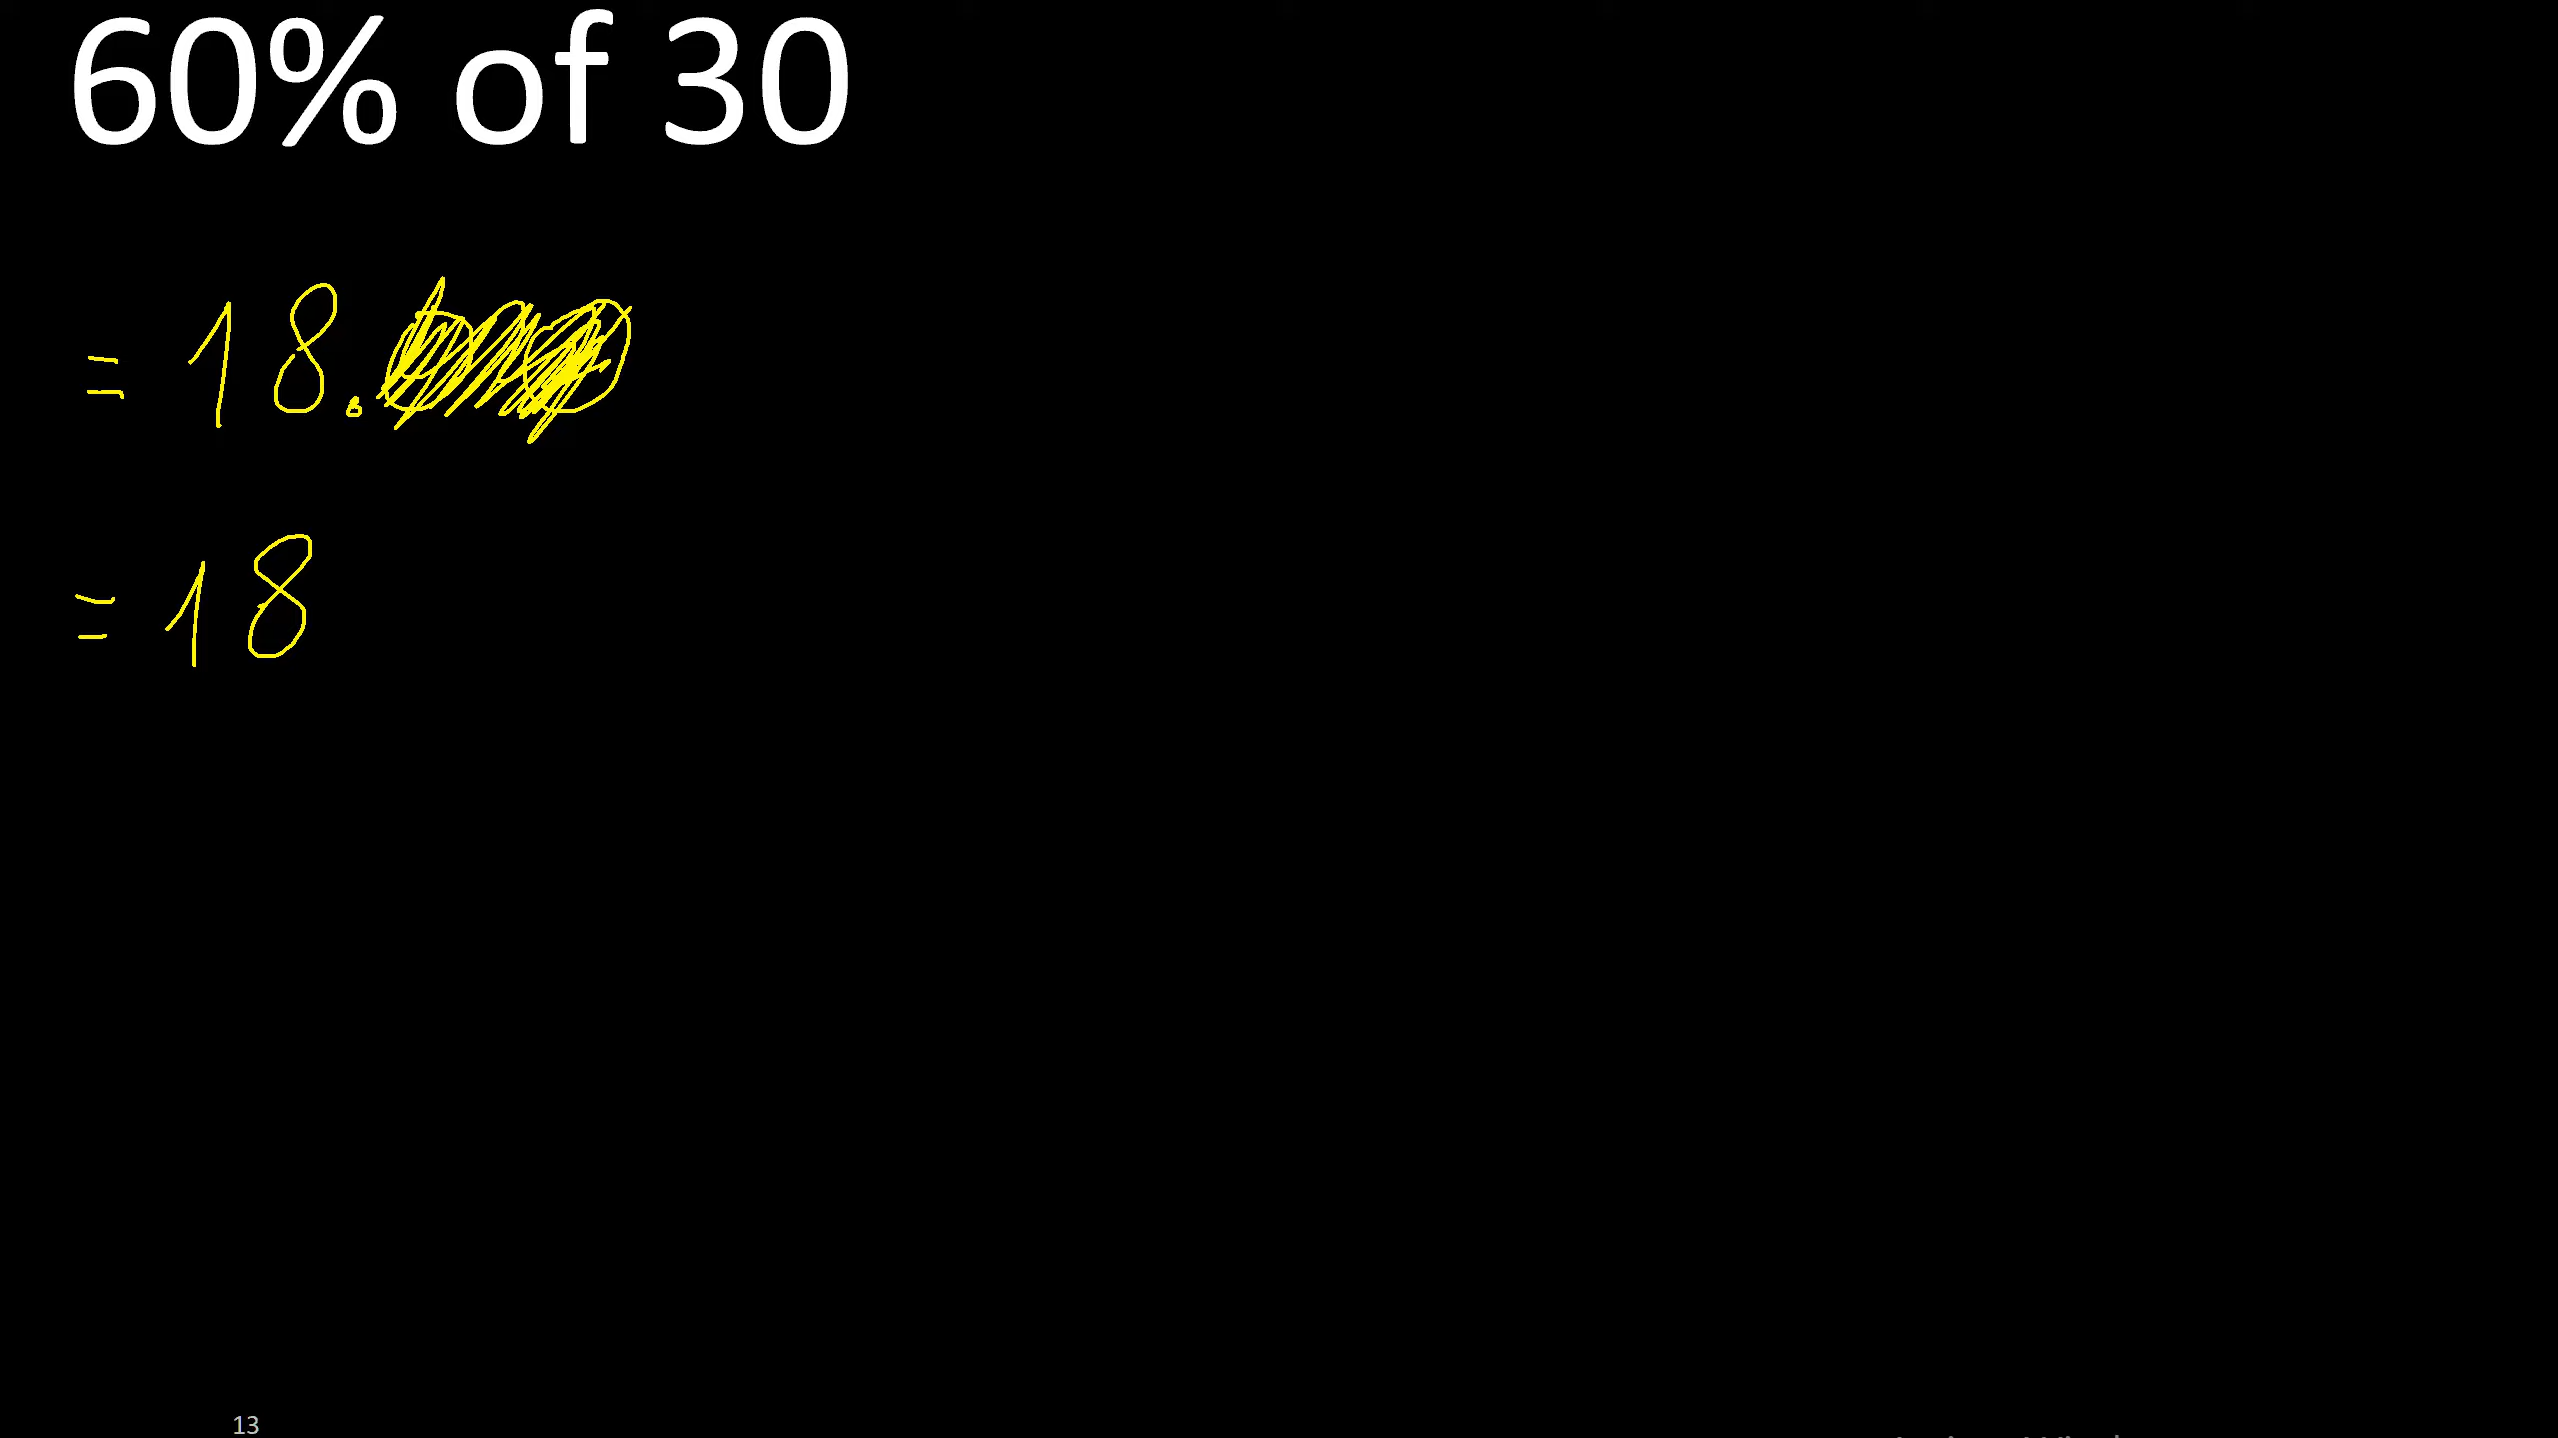 60% of 30
= 18.
= 18
13